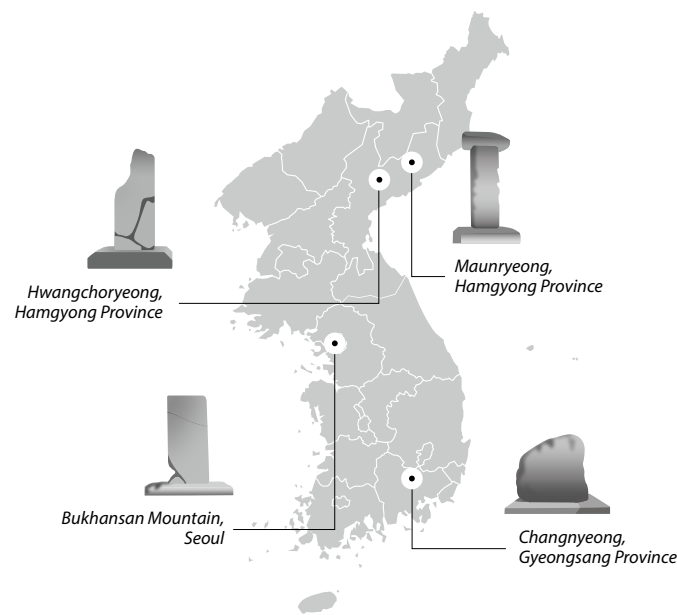 Maunryeong,
Hamgyong Province
Hwangchoryeong,
Hamgyong Province
Bukhansan Mountain,
Seoul
Changnyeong,
Gyeongsang Province